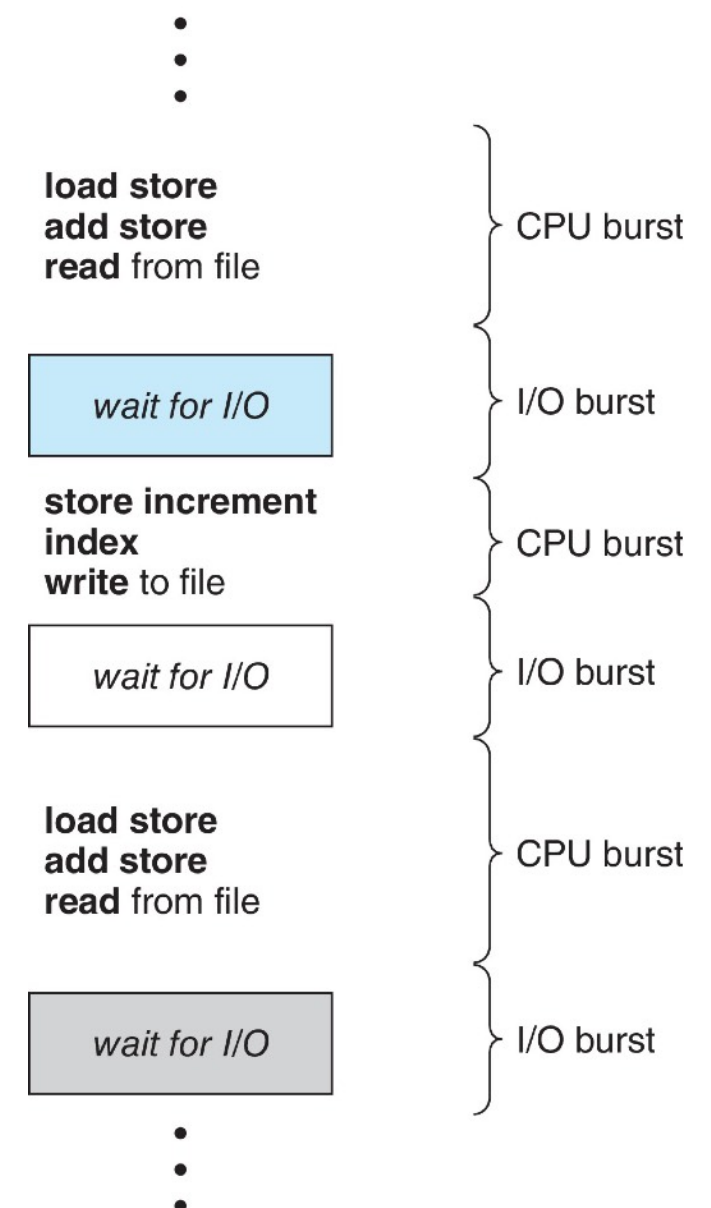 load store
add store
read from file
CPU burst
wait for I/O
I/O burst
store increment
index
write to file
CPU burst
wait for I/O
I/O burst
load store
add store
read from file
CPU burst
wait for I/O
I/O burst